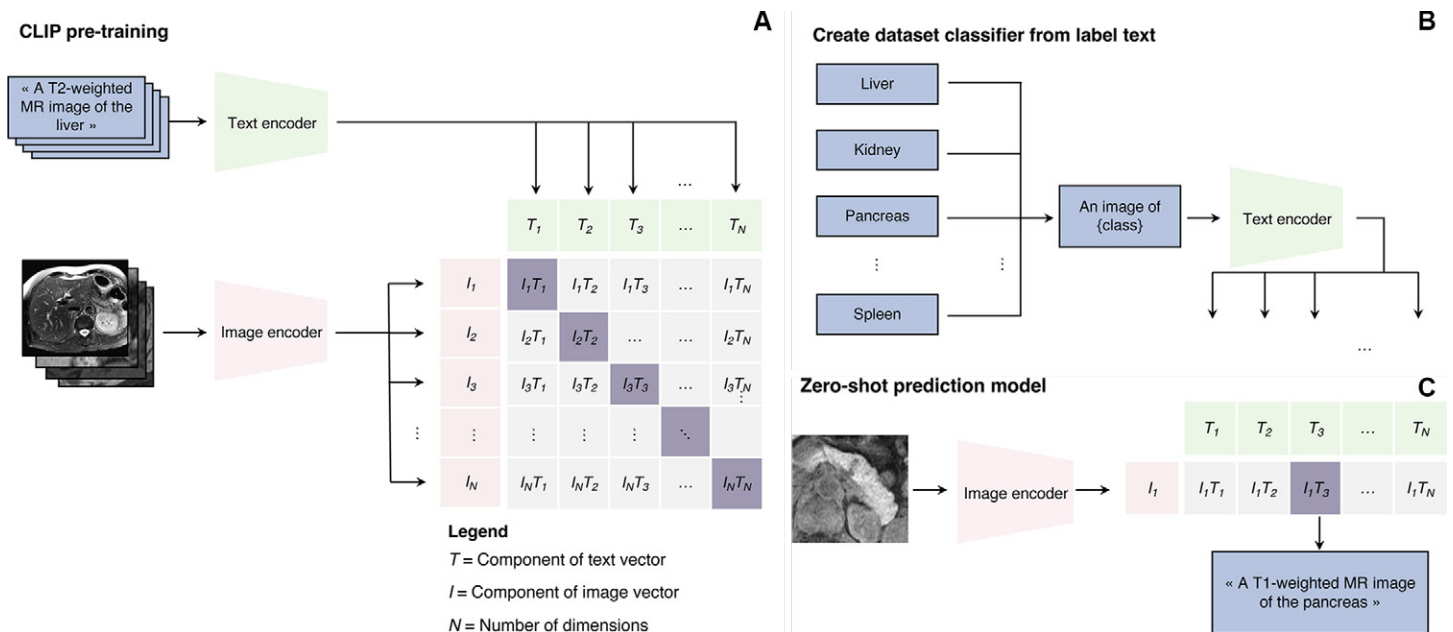 CLIP pre-training
A
« A T2-weighted
MR image of the
liver »
Text encoder
...
T1 T2 T3 ... TN
Image encoder
I1 I1T1 I1T2 I1T3 ... I1TN
I2 I2T1 I2T2 ... ... I2TN
I3 I3T1 I3T2 I3T3 ... I3TN
⋮ ⋮ ⋮ ⋮ ⋮ ⋱ ⋮
IN INT1 INT2 INT3 ... INTN
Legend
T = Component of text vector
I = Component of image vector
N = Number of dimensions
B
Create dataset classifier from label text
Liver
Kidney
Pancreas
⋮ ⋮
Spleen
An image of
{class}
Text encoder
...
Zero-shot prediction model
C
Image encoder
T1 T2 T3 ... TN
I1 I1T1 I1T2 I1T3 ... I1TN
« A T1-weighted MR image
of the pancreas »